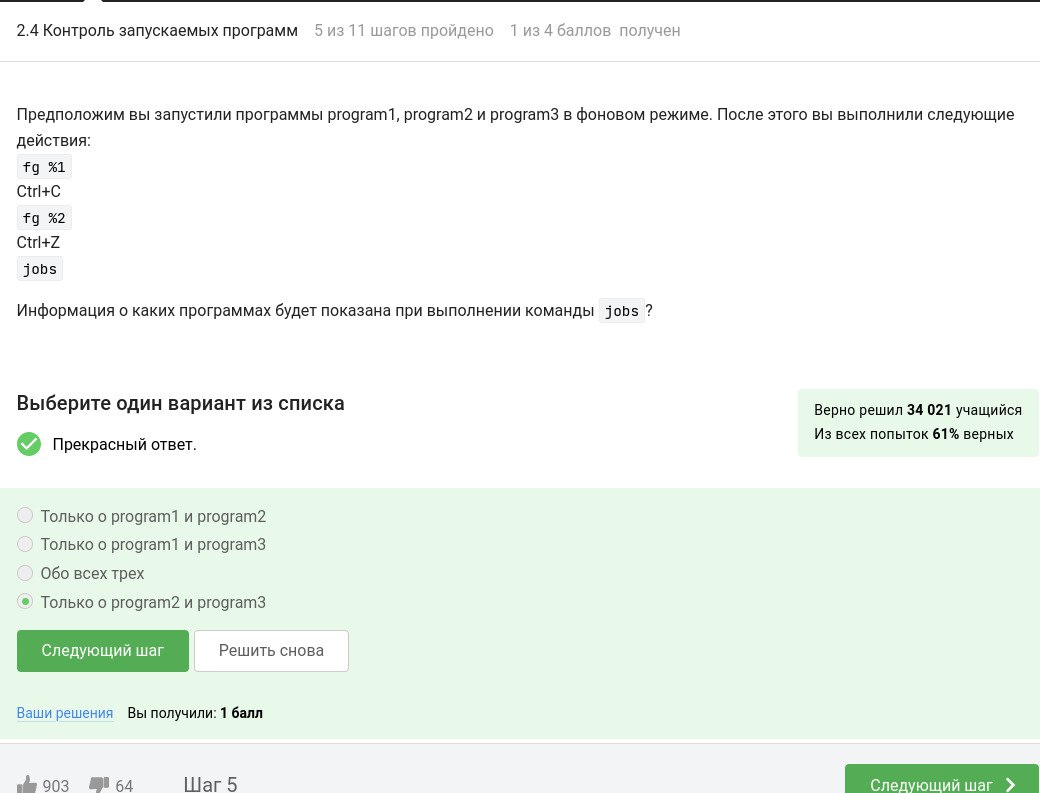 2.4 Контроль запускаемых программ 5 из 11 шагов пройдено 1 из 4 баллов получен
Предположим вы запустили программы program1, program2 и program3 в фоновом режиме. После этого вы выполнили следующие
действия:
fg %1
Ctrl+C
fg %2
Ctrl+Z
jobs
Информация о каких программах будет показана при выполнении команды jobs?
Выберите один вариант из списка
Прекрасный ответ.
Верно решил 34 021 учащийся
Из всех попыток 61% верных
Только о program1 и program2
Только о program1 и program3
Обо всех трех
Только о program2 и program3
Следующий шаг Решить снова
Ваши решения Вы получили: 1 балл
903 64 Шаг 5 Следующий шаг